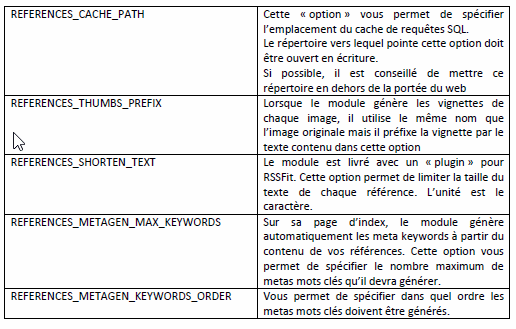 REFERENCES_CACHE_PATH
Cette « option » vous permet de spécifier
l’emplacement du cache de requêtes SQL.
Le répertoire vers lequel pointe cette option doit
être ouvert en écriture.
Si possible, il est conseillé de mettre ce
répertoire en dehors de la portée du web
REFERENCES_THUMBS_PREFIX
Lorsque le module génère les vignettes de
chaque image, il utilise le même nom que
l’image originale mais il préfixe la vignette par le
texte contenu dans cette option
REFERENCES_SHORTEN_TEXT
Le module est livré avec un « plugin » pour
RSSFit. Cette option permet de limiter la taille du
texte de chaque référence. L’unité est le
caractère.
REFERENCES_METAGEN_MAX_KEYWORDS
Sur sa page d’index, le module génère
automatiquement les meta keywords à partir du
contenu de vos références. Cette option vous
permet de spécifier le nombre maximum de
metas mots clés qu’il devra générer.
REFERENCES_METAGEN_KEYWORDS_ORDER
Vous permet de spécifier dans quel ordre les
metas mots clés doivent être générés.